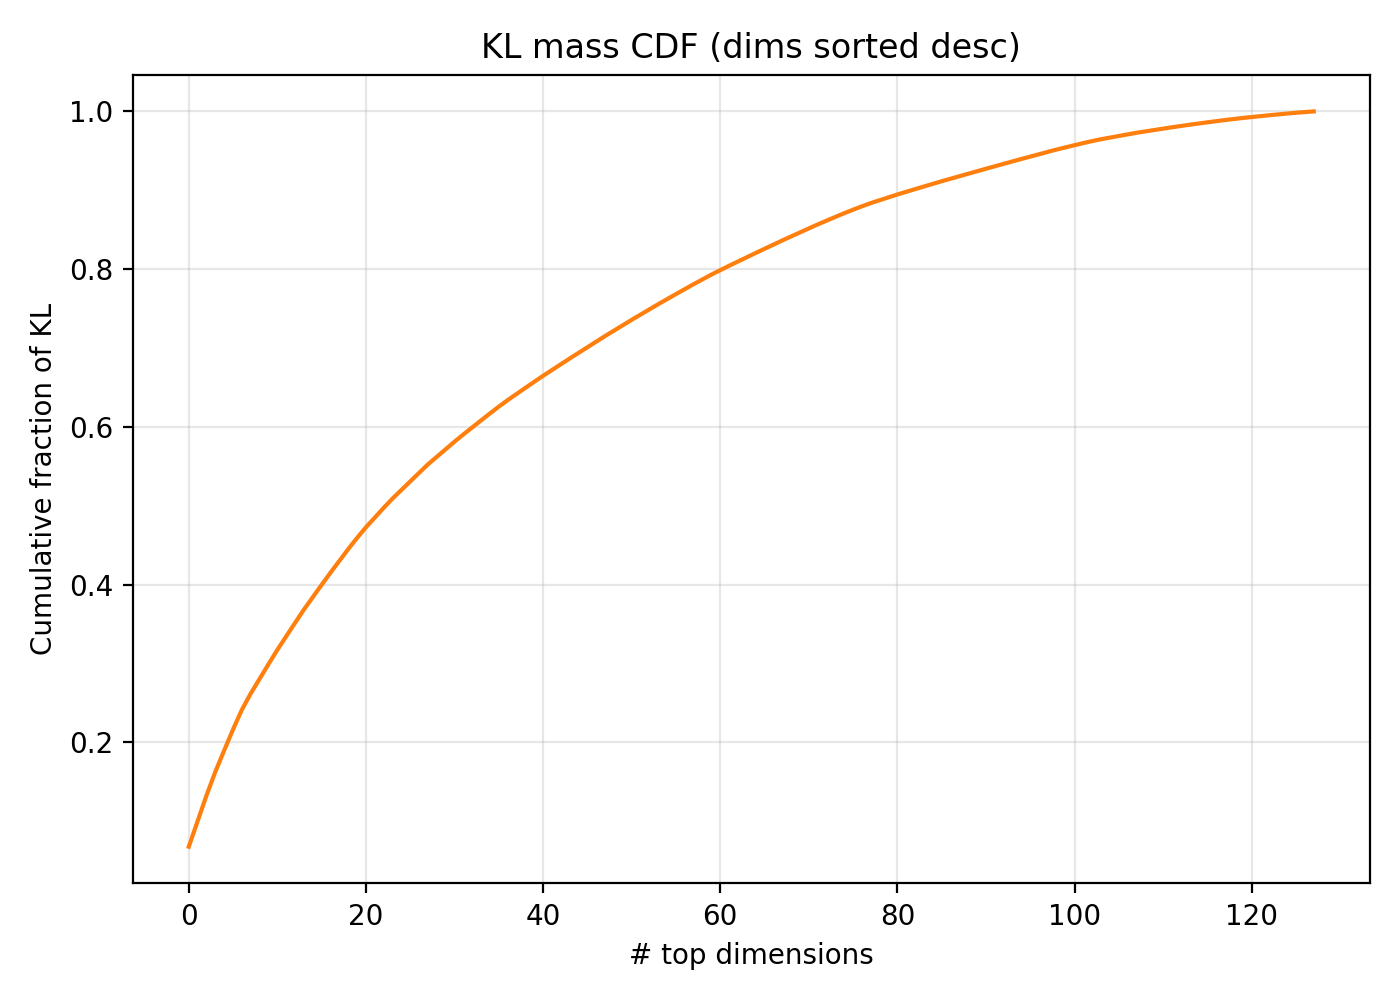 KL mass CDF (dims sorted desc)
Cumulative fraction of KL
1.0
0.8
0.6
0.4
0.2
0 20 40 60 80 100 120
# top dimensions